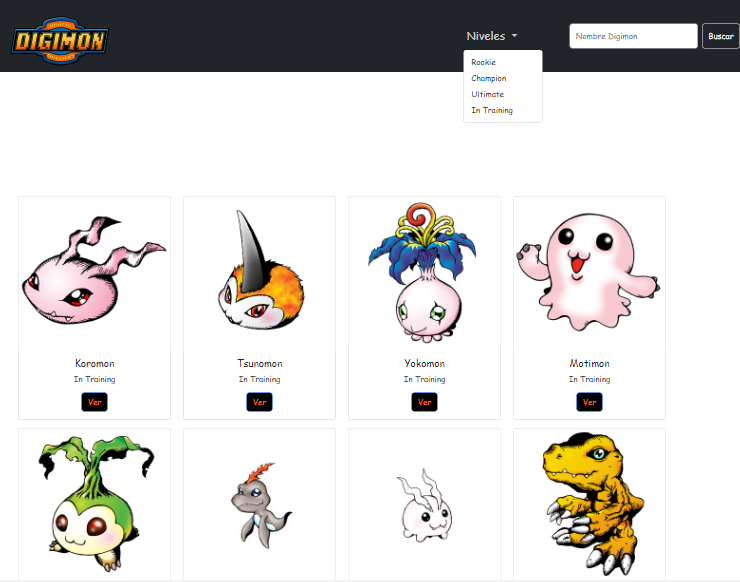 DIGIMON
Niveles
Nombre Digimon
Buscar
Rookie
Champion
Ultimate
In Training
Koromon
In Training
Ver
Tsunomon
In Training
Ver
Yokomon
In Training
Ver
Motimon
In Training
Ver